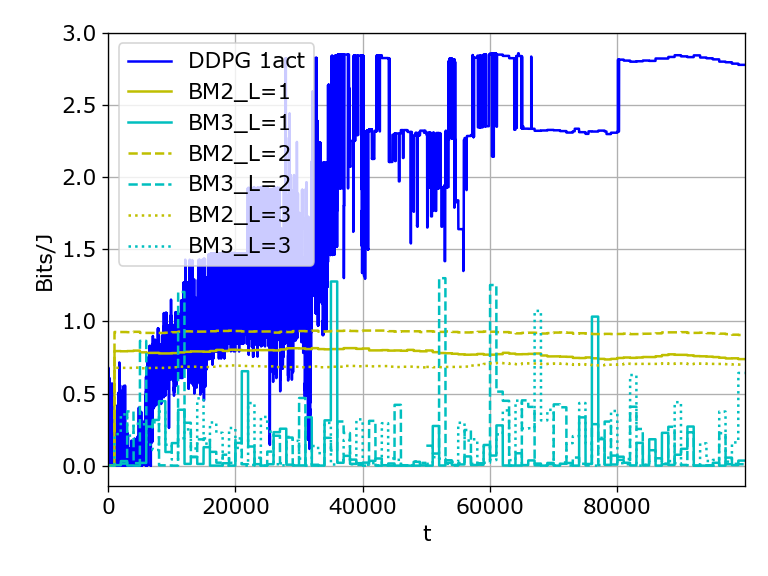 3.0
2.5
2.0
1.5
1.0
0.5
0.0
Bits/J
DDPG 1act
BM2_L=1
BM3_L=1
BM2_L=2
BM3_L=2
BM2_L=3
BM3_L=3
0 20000 40000 60000 80000
t